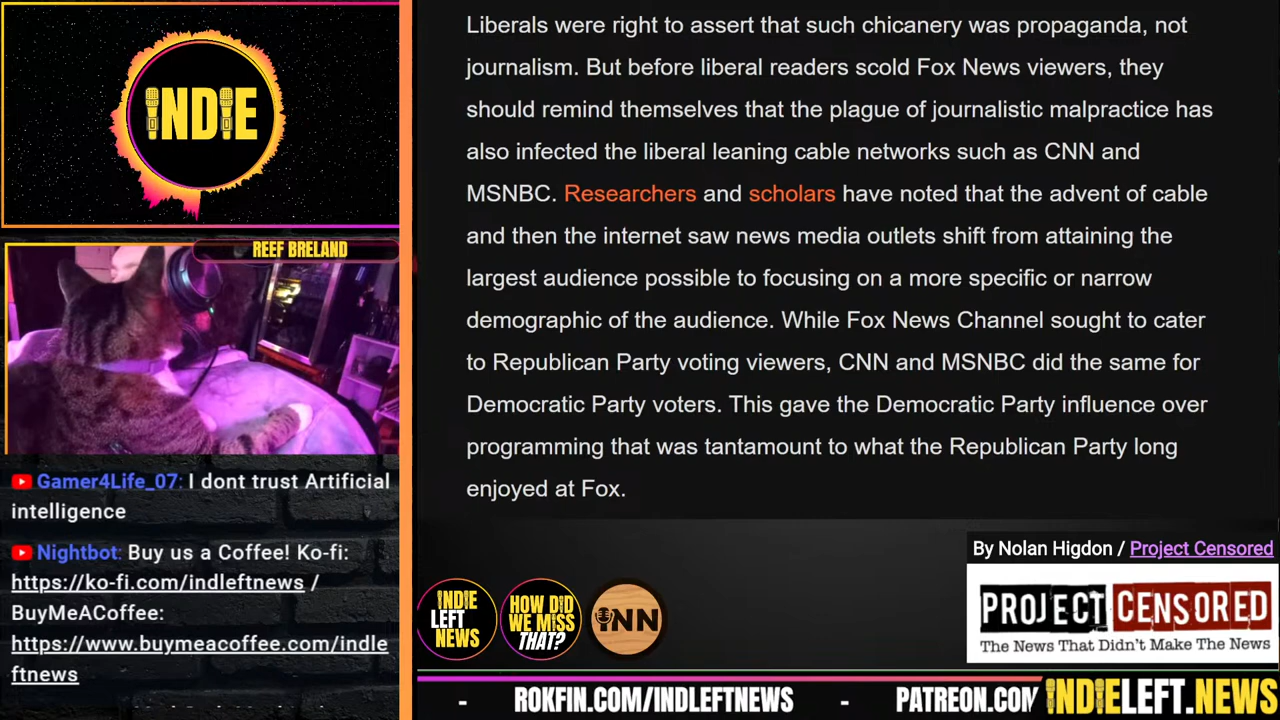 INDIE
REEF BRELAND
Gamer4Life_07: I dont trust Artificial
intelligence
Nightbot: Buy us a Coffee! Ko-fi:
https://ko-fi.com/indleftnews /
BuyMeACoffee:
https://www.buymeacoffee.com/indle
ftnews
Liberals were right to assert that such chicanery was propaganda, not
journalism. But before liberal readers scold Fox News viewers, they
should remind themselves that the plague of journalistic malpractice has
also infected the liberal leaning cable networks such as CNN and
MSNBC. Researchers and scholars have noted that the advent of cable
and then the internet saw news media outlets shift from attaining the
largest audience possible to focusing on a more specific or narrow
demographic of the audience. While Fox News Channel sought to cater
to Republican Party voting viewers, CNN and MSNBC did the same for
Democratic Party voters. This gave the Democratic Party influence over
programming that was tantamount to what the Republican Party long
enjoyed at Fox.
By Nolan Higdon / Project Censored
PROJECT CENSORED
The News That Didn't Make The News
INDIE
LEFT
NEWS
HOW DID
WE MISS
THAT?
INN
- ROKFIN.COM/INDLEFTNEWS - PATREON.COM
INDIELEFT.NEWS